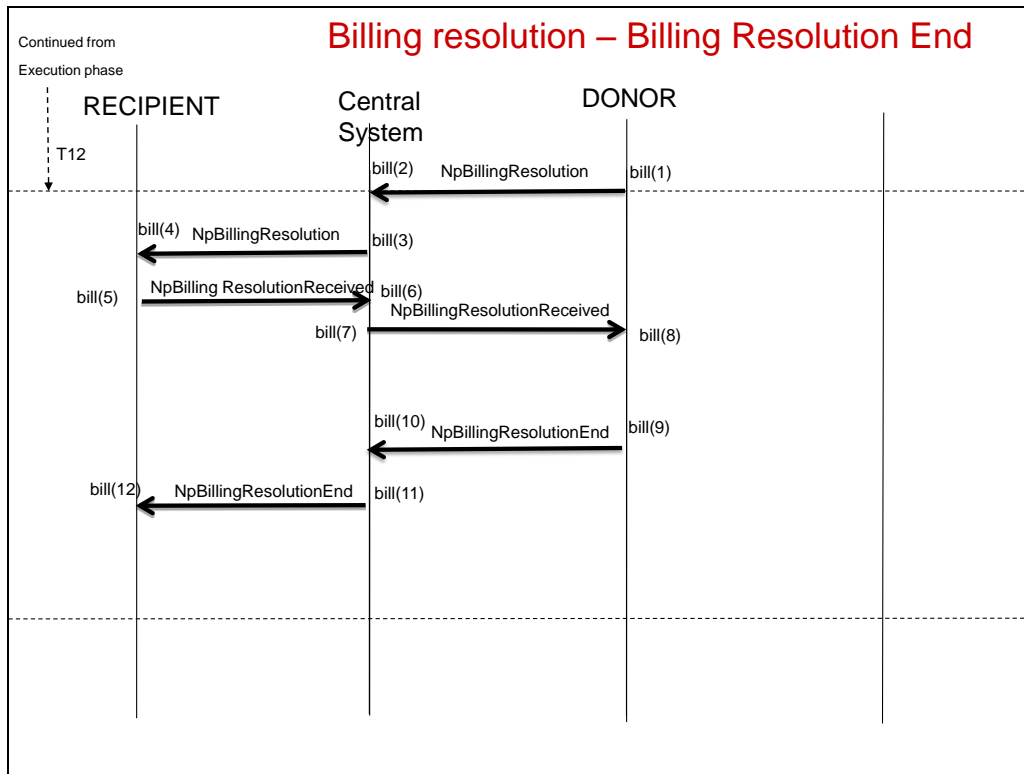 Billing resolution – Billing Resolution End
Continued from
Execution phase
RECIPIENT
Central
System
DONOR
T12
bill(2)
NpBillingResolution
bill(1)
bill(4)
NpBillingResolution
bill(3)
bill(5)
NpBilling ResolutionReceived
bill(6)
NpBillingResolutionReceived
bill(7)
bill(8)
bill(10)
NpBillingResolutionEnd
bill(9)
bill(12)
NpBillingResolutionEnd
bill(11)